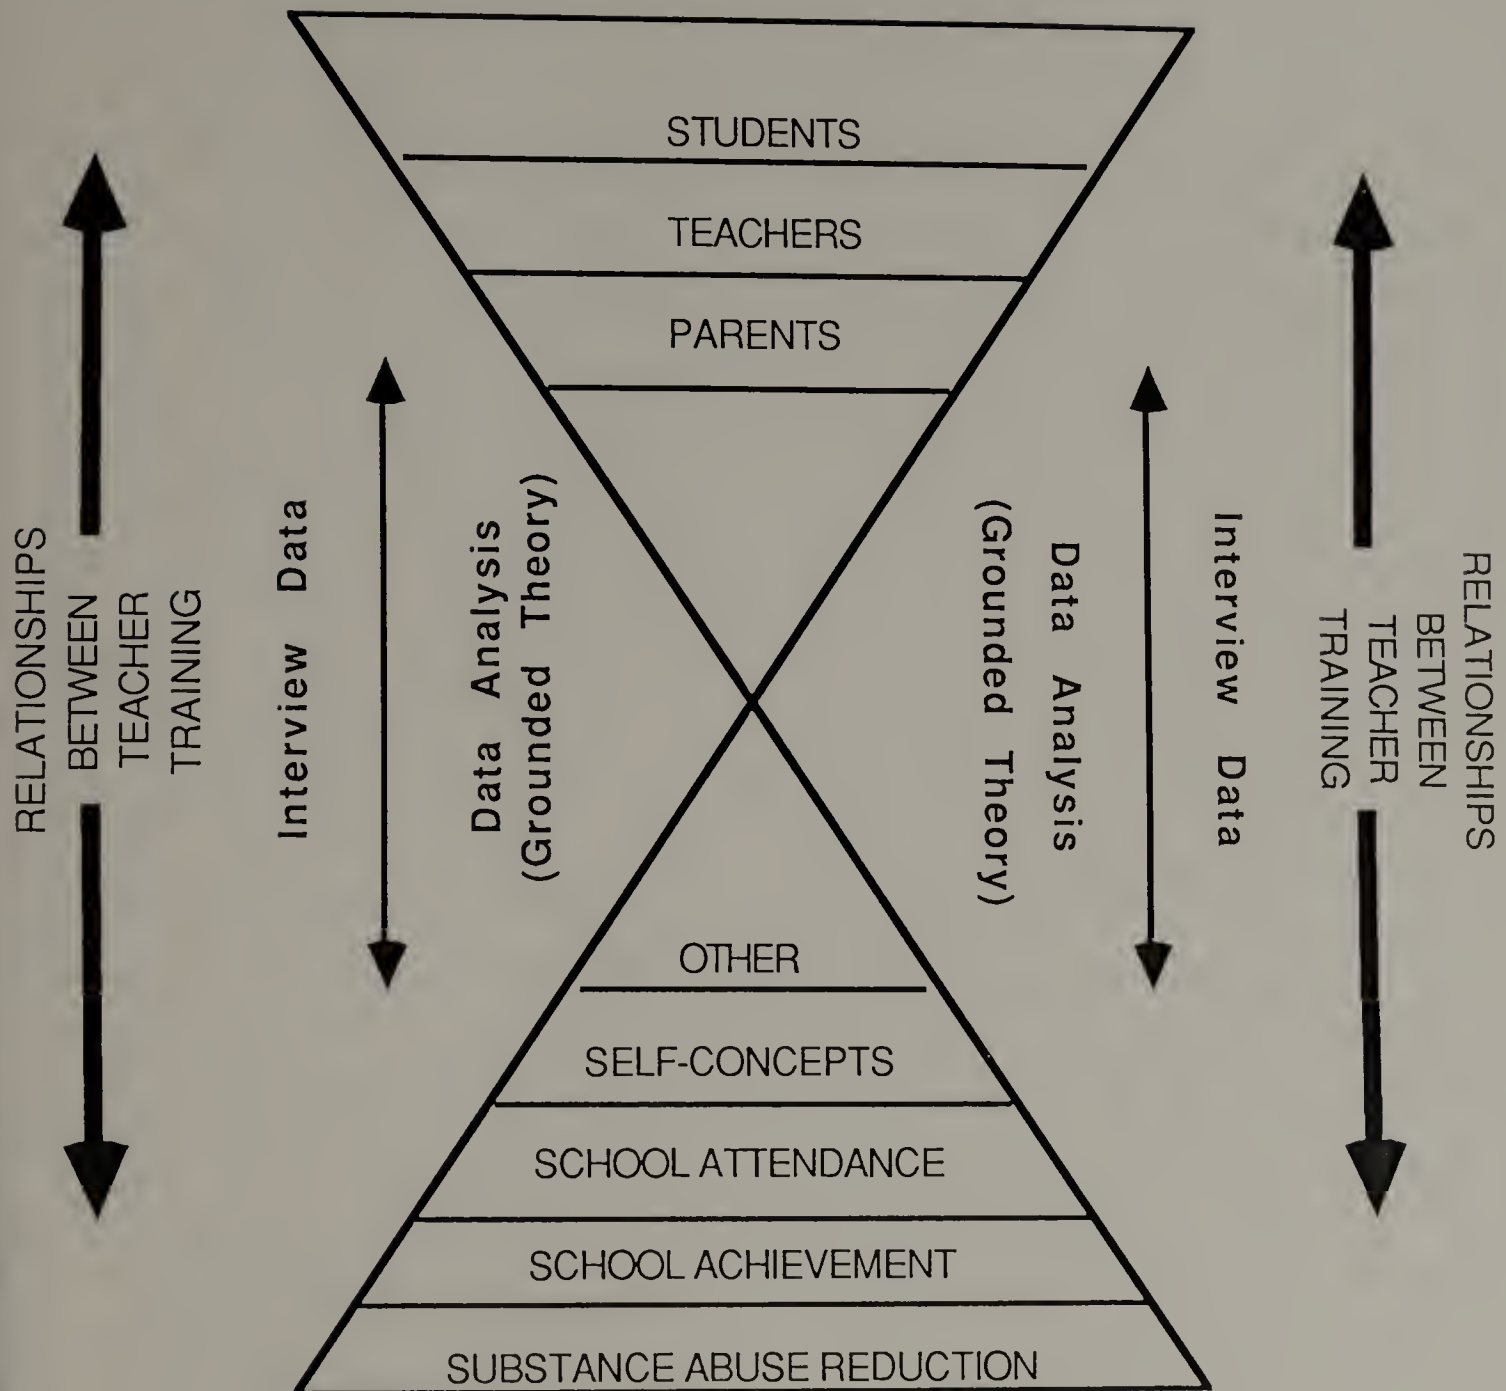 STUDENTS
TEACHERS
PARENTS
RELATIONSHIPS
BETWEEN
TEACHER
TRAINING
Interview Data
Data Analysis
(Grounded Theory)
Data Analysis
(Grounded Theory)
Interview Data
RELATIONSHIPS
BETWEEN
TEACHER
TRAINING
OTHER
SELF-CONCEPTS
SCHOOL ATTENDANCE
SCHOOL ACHIEVEMENT
SUBSTANCE ABUSE REDUCTION